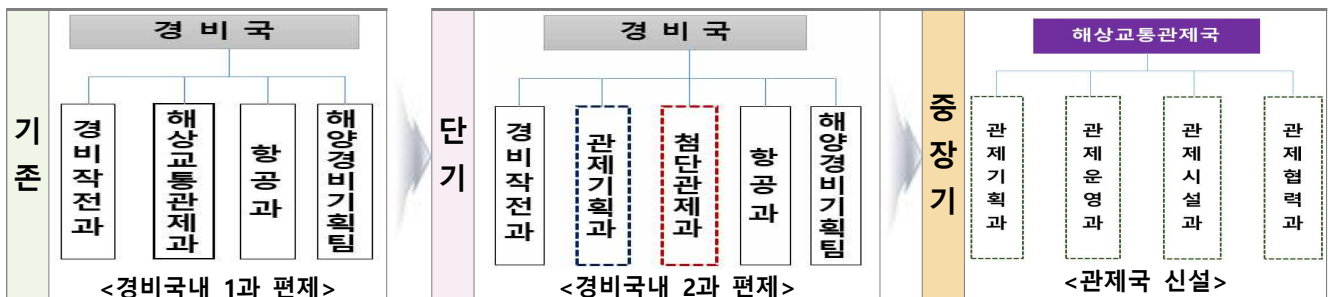 기존
경비국
경비작전과
해상교통관제과
항공과
해양경비기획팀
<경비국내 1과 편제>
단기
경비국
경비작전과
관제기획과
첨단관제과
항공과
해양경비기획팀
<경비국내 2과 편제>
중장기
해상교통관제국
관제기획과
관제운영과
관제시설과
관제협력과
<관제국 신설>